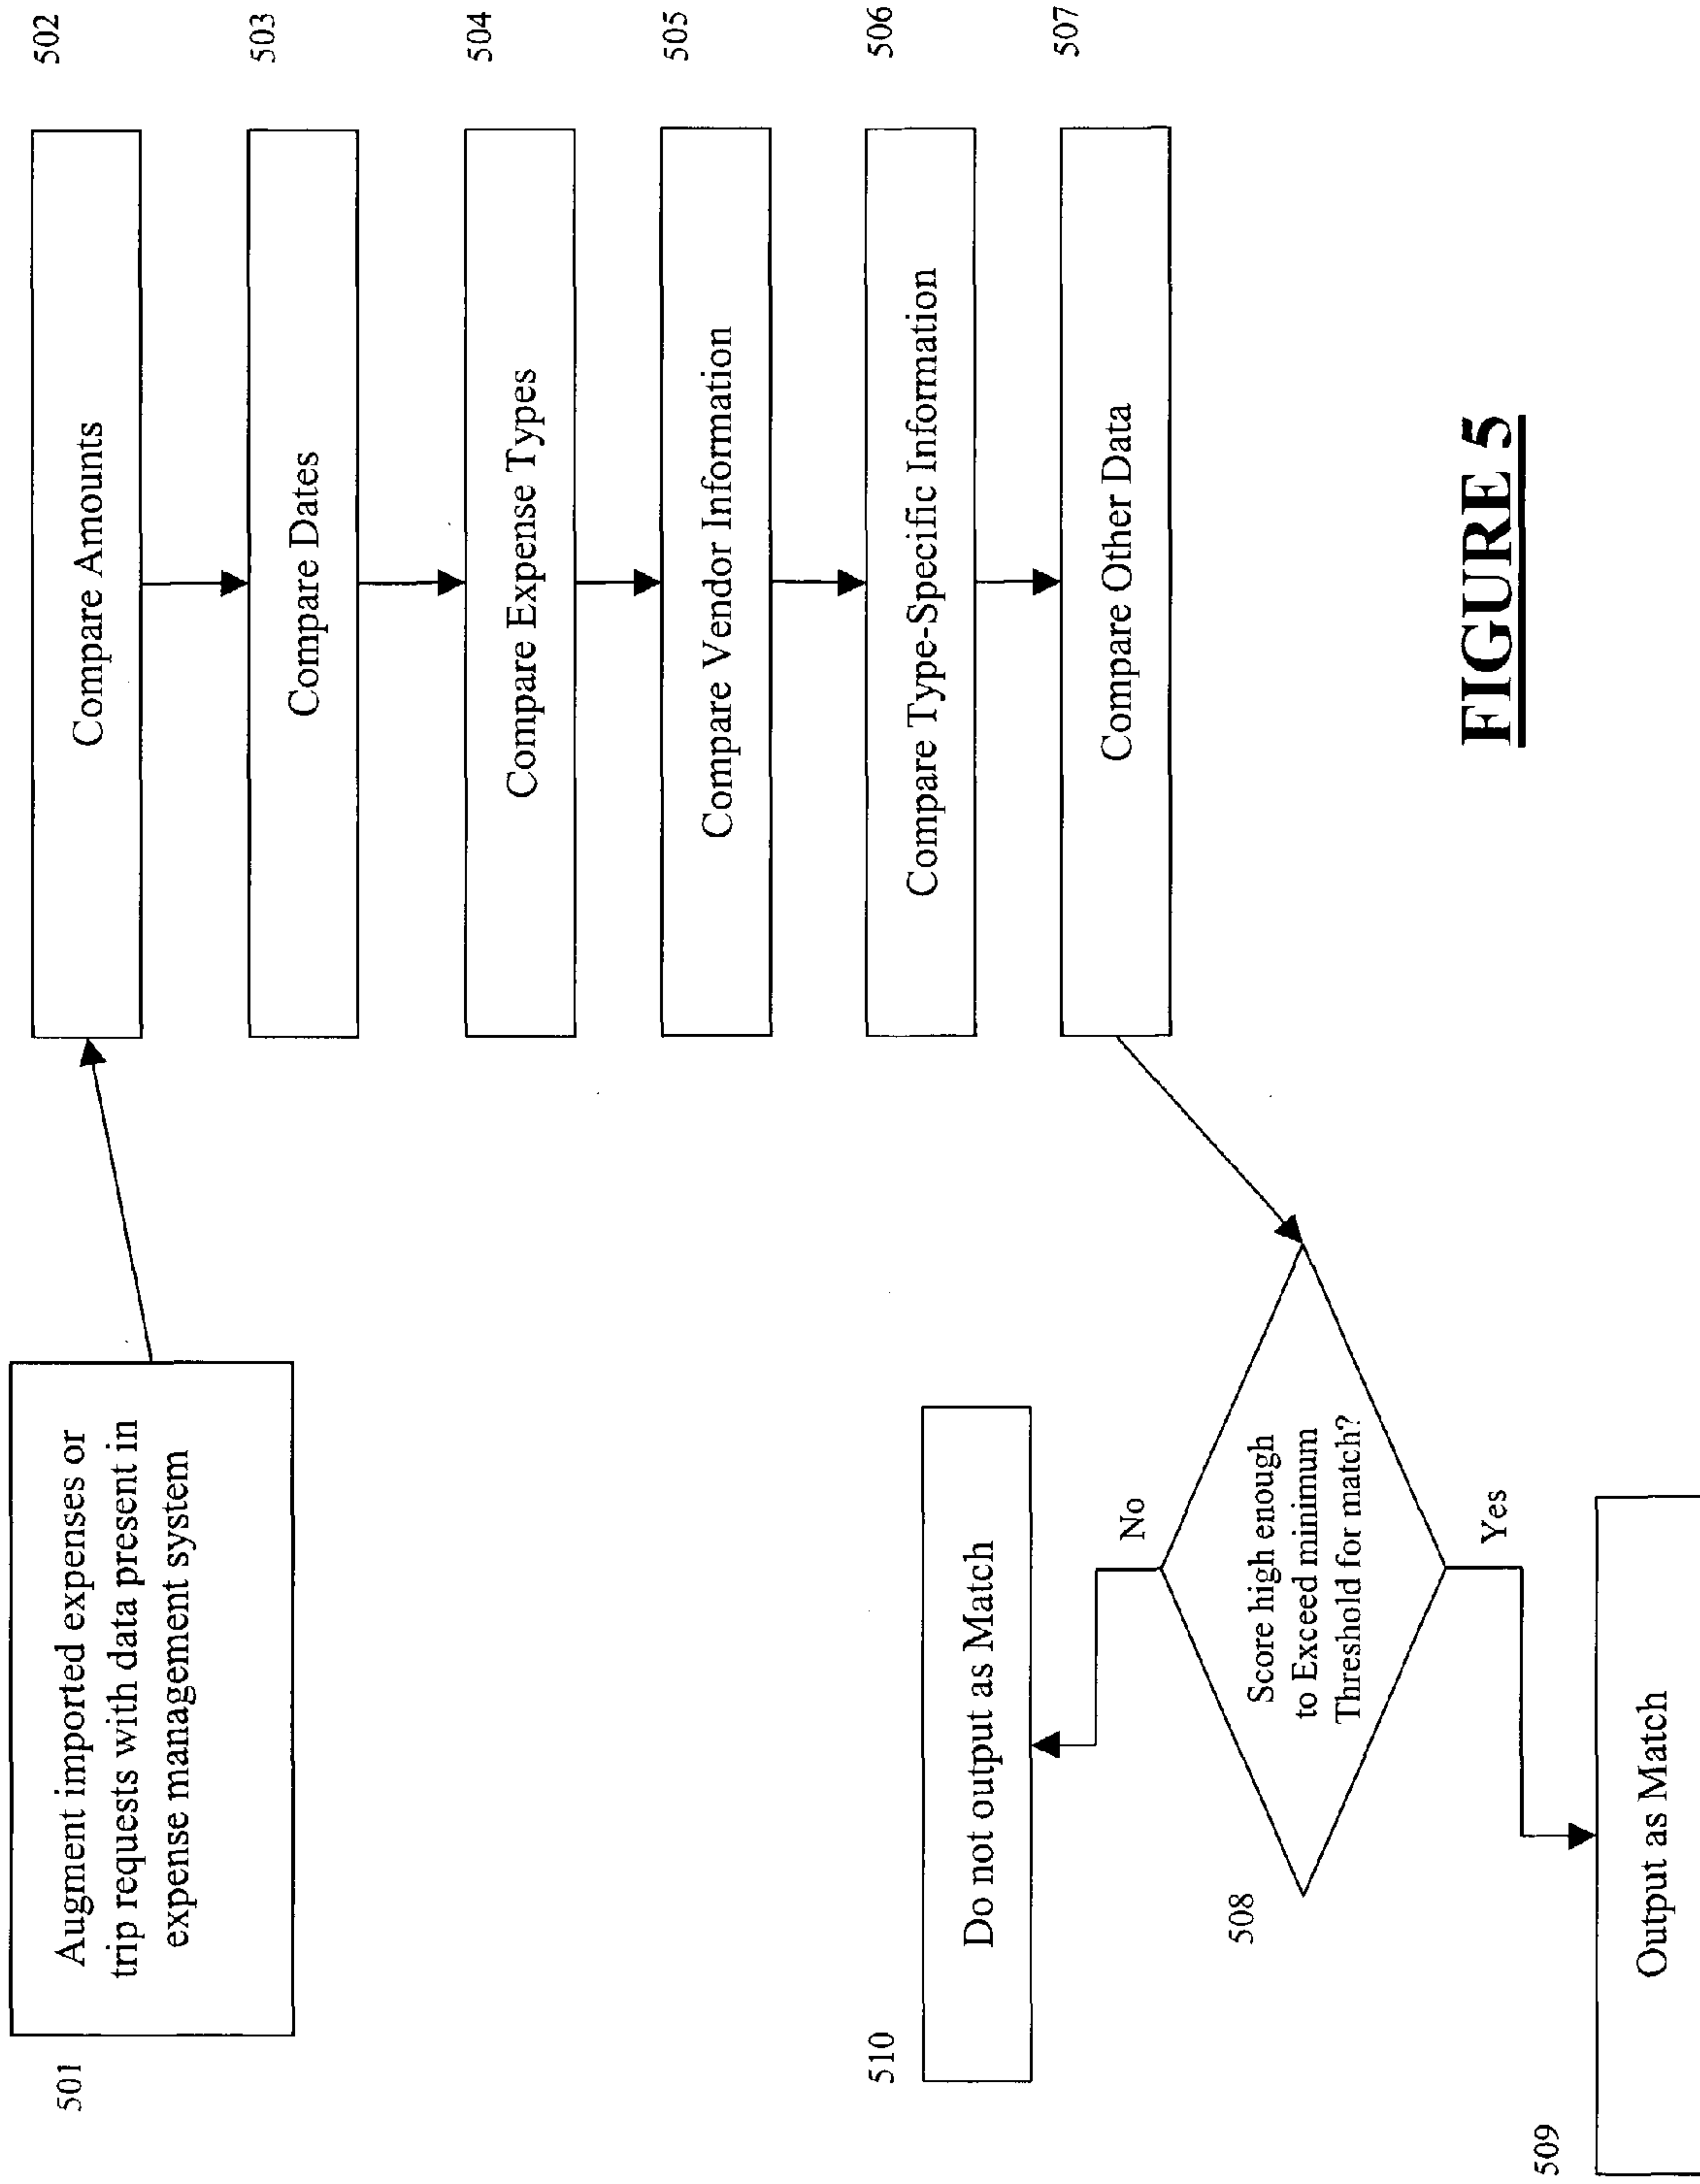 501
Augment imported expenses or
trip requests with data present in
expense management system
Compare Amounts
502
Compare Dates
503
Compare Expense Types
504
Compare Vendor Information
505
Compare Type-Specific Information
506
Compare Other Data
507
510
Do not output as Match
No
508
Score high enough
to Exceed minimum
Threshold for match?
Yes
509
Output as Match
FIGURE 5